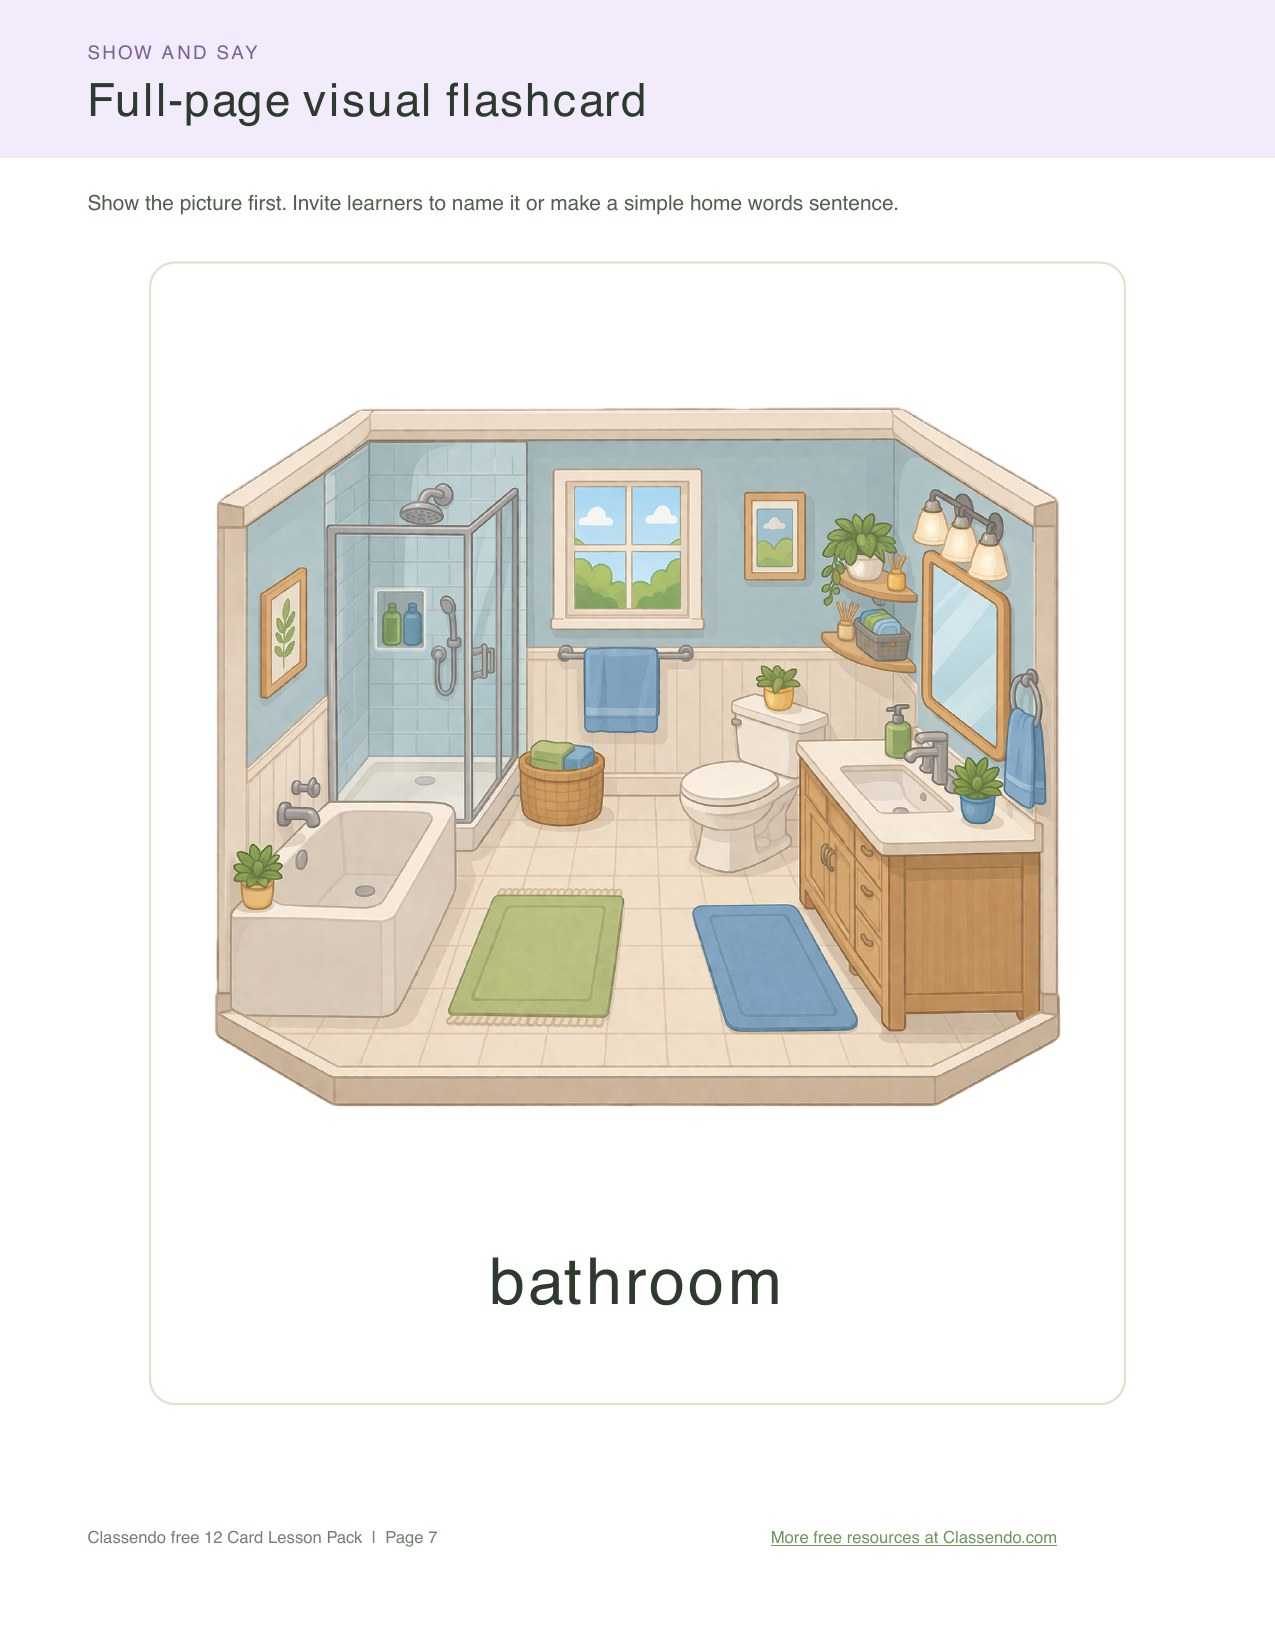 SHOW AND SAY
Full-page visual flashcard
Show the picture first. Invite learners to name it or make a simple home words sentence.
bathroom
Classendo free 12 Card Lesson Pack | Page 7
More free resources at Classendo.com